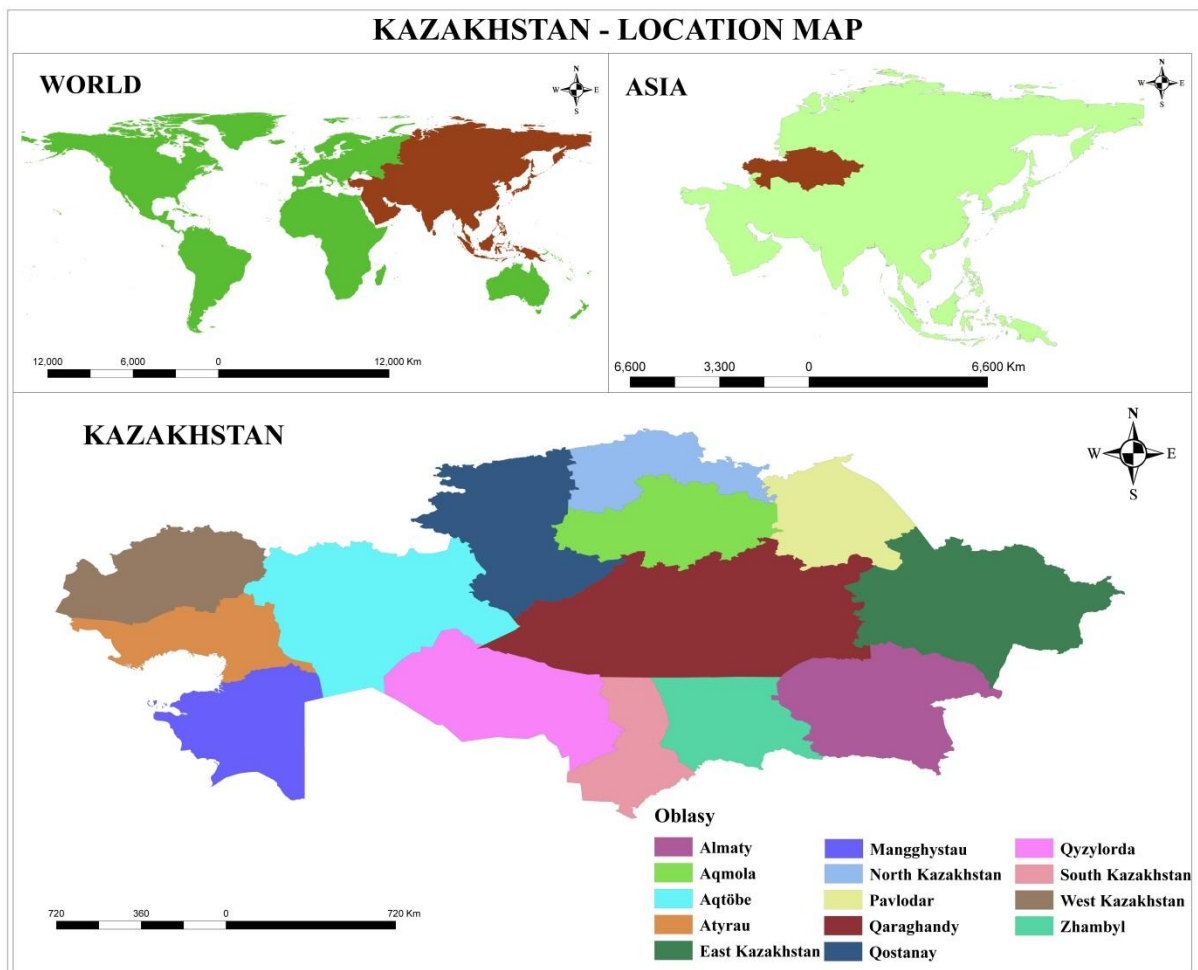 KAZAKHSTAN - LOCATION MAP
WORLD
N
W E
S
12,000 6,000 0 12,000 Km
ASIA
N
W E
S
6,600 3,300 0 6,600 Km
KAZAKHSTAN
N
W E
S
Oblasy
Almaty
Aqmola
Aqtöbe
Atyrau
East Kazakhstan
Mangghystau
North Kazakhstan
Pavlodar
Qaraghandy
Qostanay
Qyzylorda
South Kazakhstan
West Kazakhstan
Zhambyl
720 360 0 720 Km